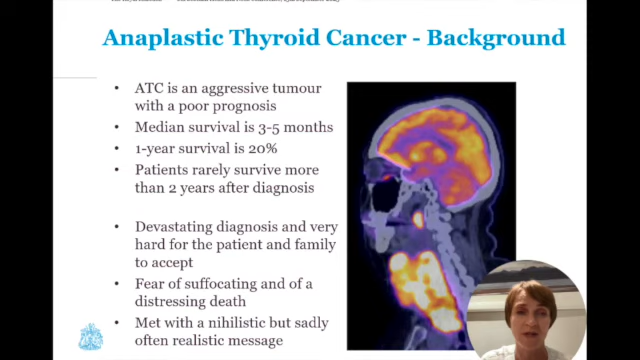 Anaplastic Thyroid Cancer - Background
• ATC is an aggressive tumour
with a poor prognosis
• Median survival is 3-5 months
• 1-year survival is 20%
• Patients rarely survive more
than 2 years after diagnosis
• Devastating diagnosis and very
hard for the patient and family
to accept
• Fear of suffocating and of a
distressing death
• Met with a nihilistic but sadly
often realistic message